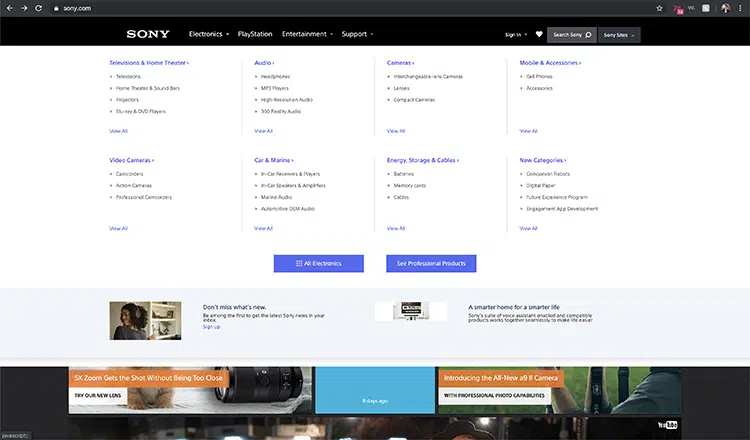 sony.com
SONY
Electronics
PlayStation
Entertainment
Support
Sign In
Search Sony
Sony Sites
Televisions & Home Theater ›
Televisions
Home Theater & Sound Bars
Projectors
Blu-ray & DVD Players
View All
Audio ›
Headphones
MP3 Players
High-Resolution Audio
360 Reality Audio
View All
Cameras ›
Interchangeable-lens Cameras
Lenses
Compact Cameras
View All
Mobile & Accessories ›
Cell Phones
Accessories
View All
Video Cameras ›
Camcorders
Action Cameras
Professional Camcorders
View All
Car & Marine ›
In-Car Receivers & Players
In-Car Speakers & Amplifiers
Marine Audio
Automotive OEM Audio
View All
Energy, Storage & Cables ›
Batteries
Memory cards
Cables
View All
New Categories ›
Companion Robots
Digital Paper
Future Experience Program
Engagement App Development
View All
All Electronics
See Professional Products
Don't miss what's new.
Be among the first to get the latest Sony news in your
inbox.
Sign up
A smarter home for a smarter life
Sony's suite of voice assistant enabled and compatible
products work together seamlessly to make life easier
5X Zoom Gets the Shot Without Being Too Close
TRY OUR NEW LENS
8 days ago
Introducing the All-New a9 II Camera
WITH PROFESSIONAL PHOTO CAPABILITIES
YouTube
javascript:;